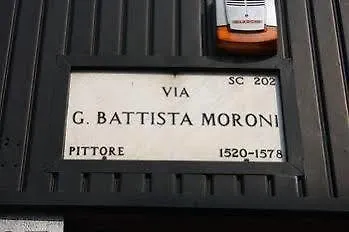 SC 202
VIA
G. BATTISTA MORONI
PITTORE 1520-1578